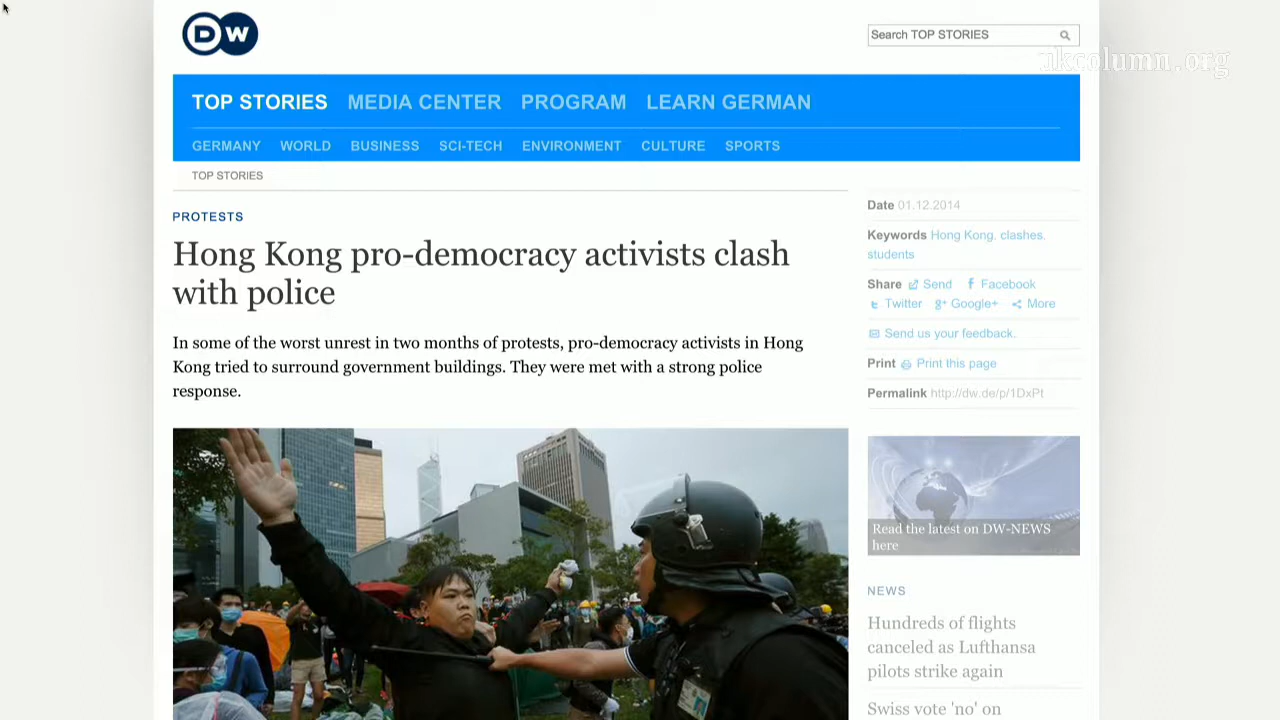 DW
Search TOP STORIES
ukcolumn.org
TOP STORIES MEDIA CENTER PROGRAM LEARN GERMAN
GERMANY WORLD BUSINESS SCI-TECH ENVIRONMENT CULTURE SPORTS
TOP STORIES
PROTESTS
Hong Kong pro-democracy activists clash
with police
In some of the worst unrest in two months of protests, pro-democracy activists in Hong
Kong tried to surround government buildings. They were met with a strong police
response.
Date 01.12.2014
Keywords Hong Kong, clashes,
students
Share Send Facebook
Twitter Google+ More
Send us your feedback.
Print Print this page
Permalink http://dw.de/p/1DxPt
Read the latest on DW-NEWS
here
NEWS
Hundreds of flights
canceled as Lufthansa
pilots strike again
Swiss vote 'no' on